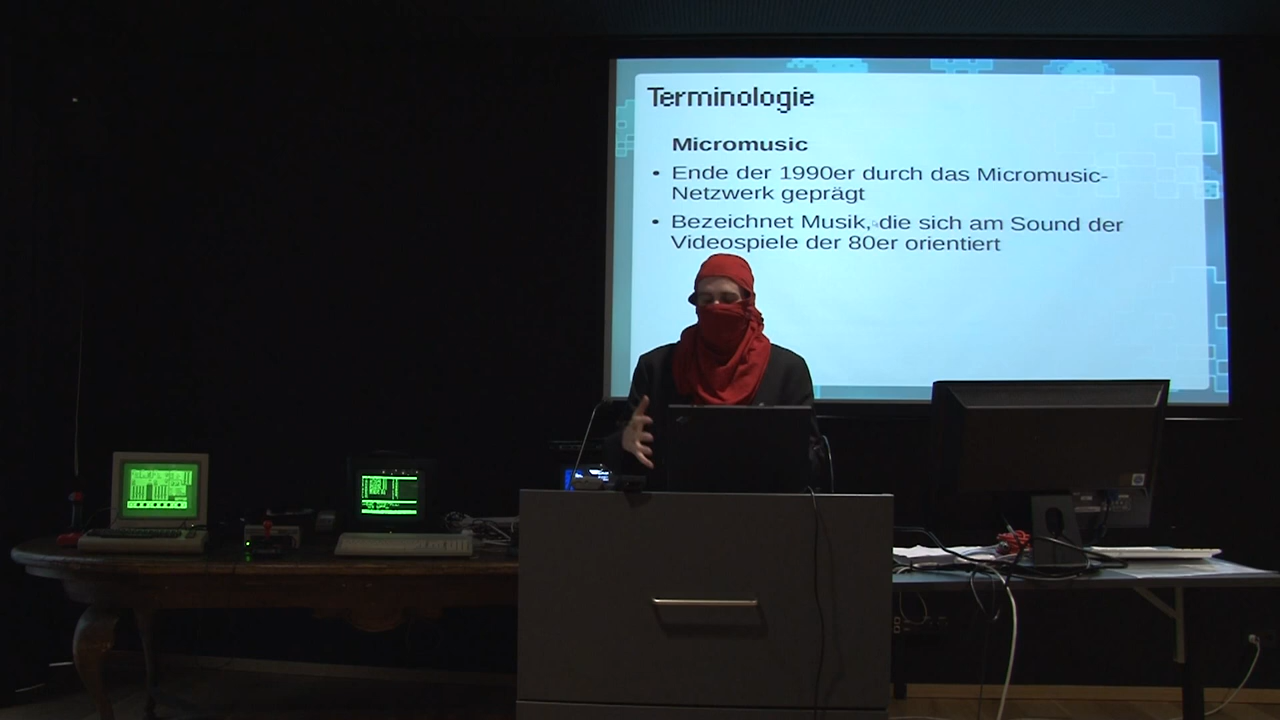 Terminologie
Micromusic
• Ende der 1990er durch das Micromusic-
Netzwerk geprägt
• Bezeichnet Musik, die sich am Sound der
Videospiele der 80er orientiert